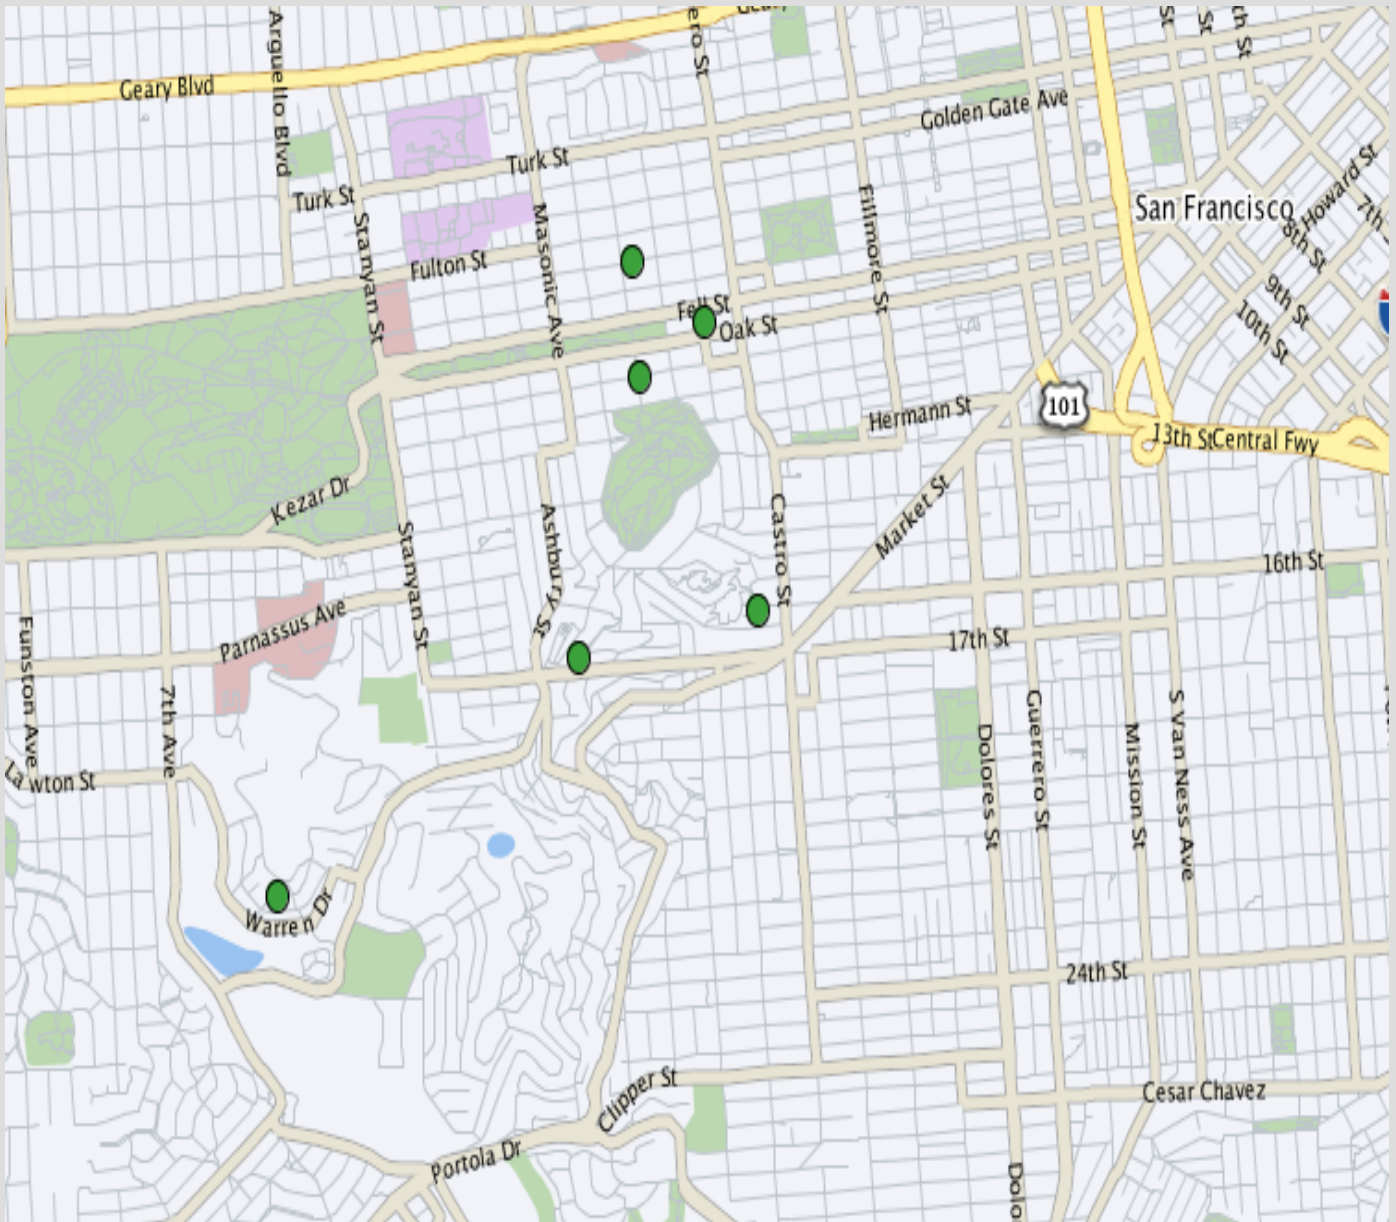 Geary Blvd
Arguello Blvd
Golden Gate Ave
Turk St
Turk St
Stanyan St
Masonic Ave
Fillmore St
San Francisco
Howard St
8th St
9th St
10th St
Fulton St
Fell St
Oak St
101
Hermann St
13th St
Central Fwy
Kezar Dr
Market St
Castro St
Ashbury St
Stanyan St
16th St
Parnassus Ave
17th St
Funston Ave
7th Ave
Lawton St
Dolores St
Guerrero St
Mission St
S Van Ness Ave
Warren Dr
24th St
Clipper St
Cesar Chavez
Portola Dr
Dolo